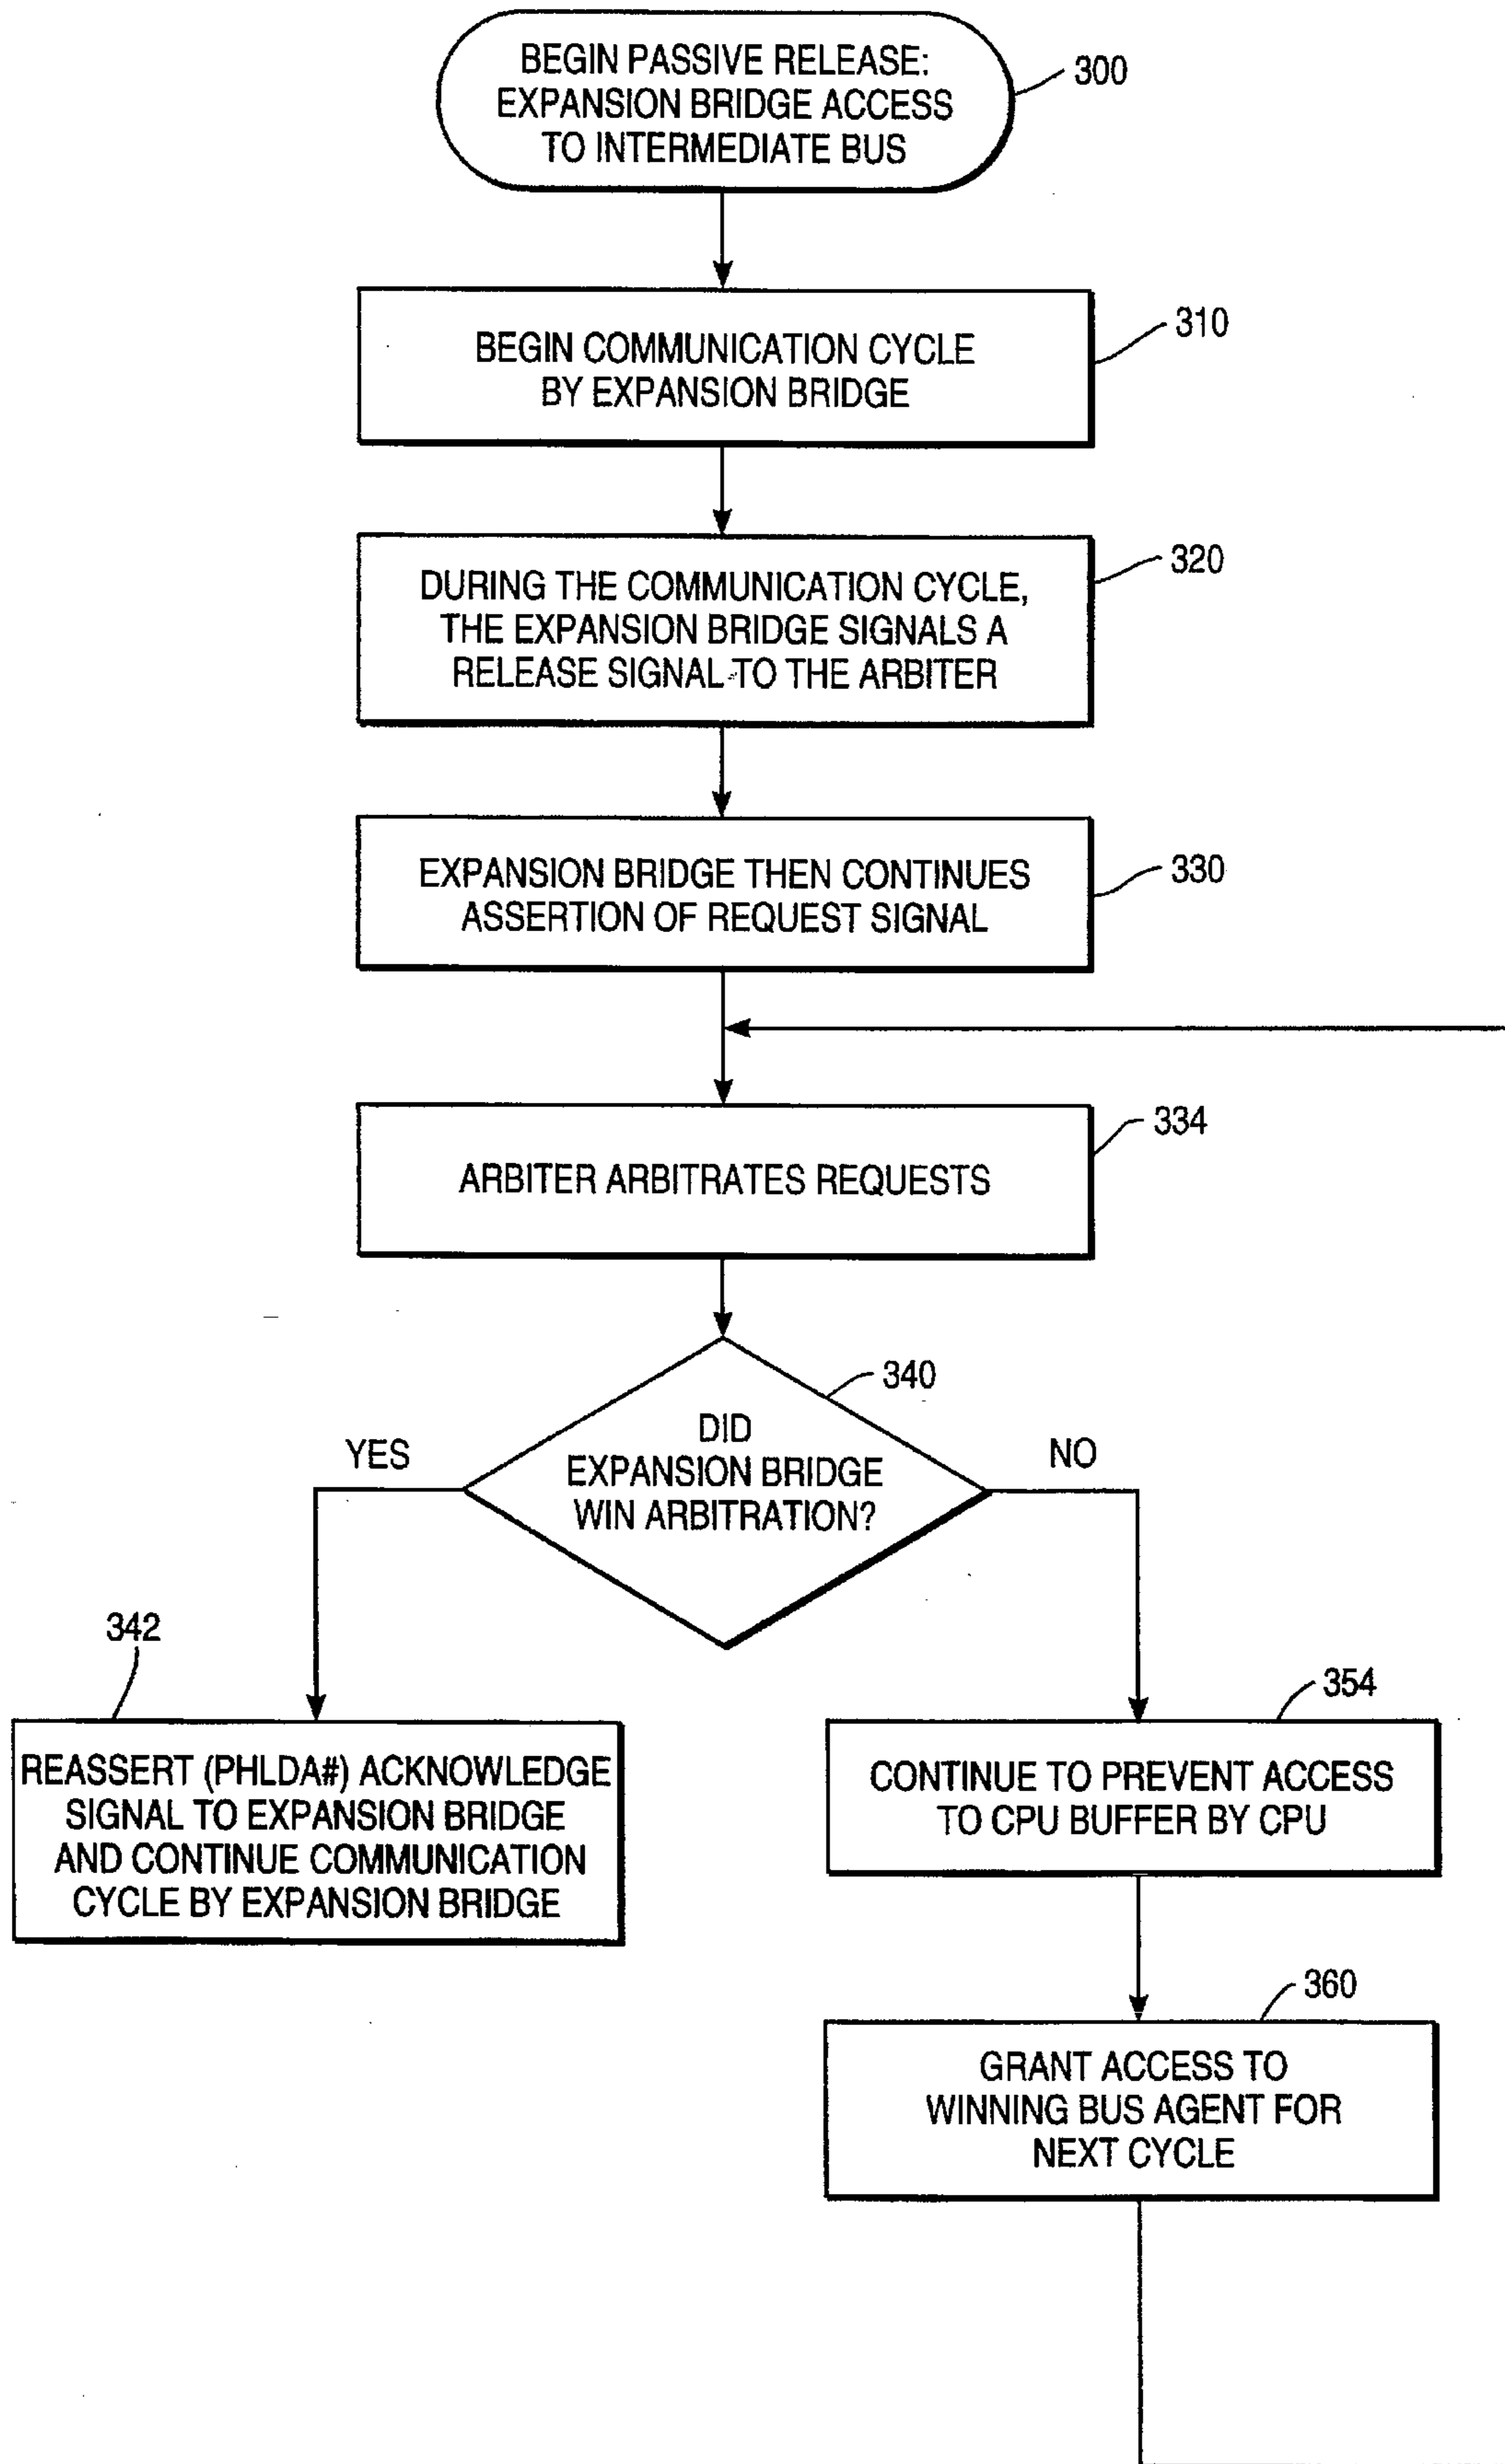 BEGIN PASSIVE RELEASE:
EXPANSION BRIDGE ACCESS
TO INTERMEDIATE BUS
300
BEGIN COMMUNICATION CYCLE
BY EXPANSION BRIDGE
310
DURING THE COMMUNICATION CYCLE,
THE EXPANSION BRIDGE SIGNALS A
RELEASE SIGNAL TO THE ARBITER
320
EXPANSION BRIDGE THEN CONTINUES
ASSERTION OF REQUEST SIGNAL
330
ARBITER ARBITRATES REQUESTS
334
DID
EXPANSION BRIDGE
WIN ARBITRATION?
340
YES
NO
342
REASSERT (PHLDA#) ACKNOWLEDGE
SIGNAL TO EXPANSION BRIDGE
AND CONTINUE COMMUNICATION
CYCLE BY EXPANSION BRIDGE
354
CONTINUE TO PREVENT ACCESS
TO CPU BUFFER BY CPU
360
GRANT ACCESS TO
WINNING BUS AGENT FOR
NEXT CYCLE